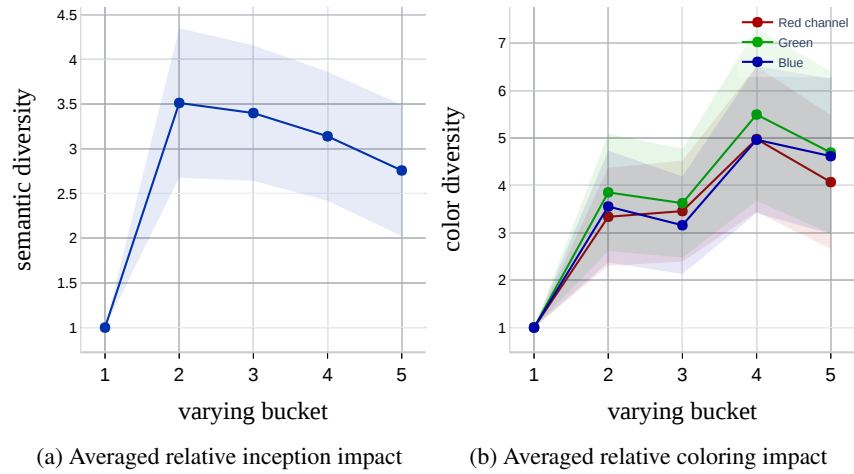 4.5
4
3.5
3
2.5
2
1.5
1
semantic diversity
1 2 3 4 5
varying bucket
(a) Averaged relative inception impact
Red channel
Green
Blue
7
6
5
4
3
2
1
color diversity
1 2 3 4 5
varying bucket
(b) Averaged relative coloring impact